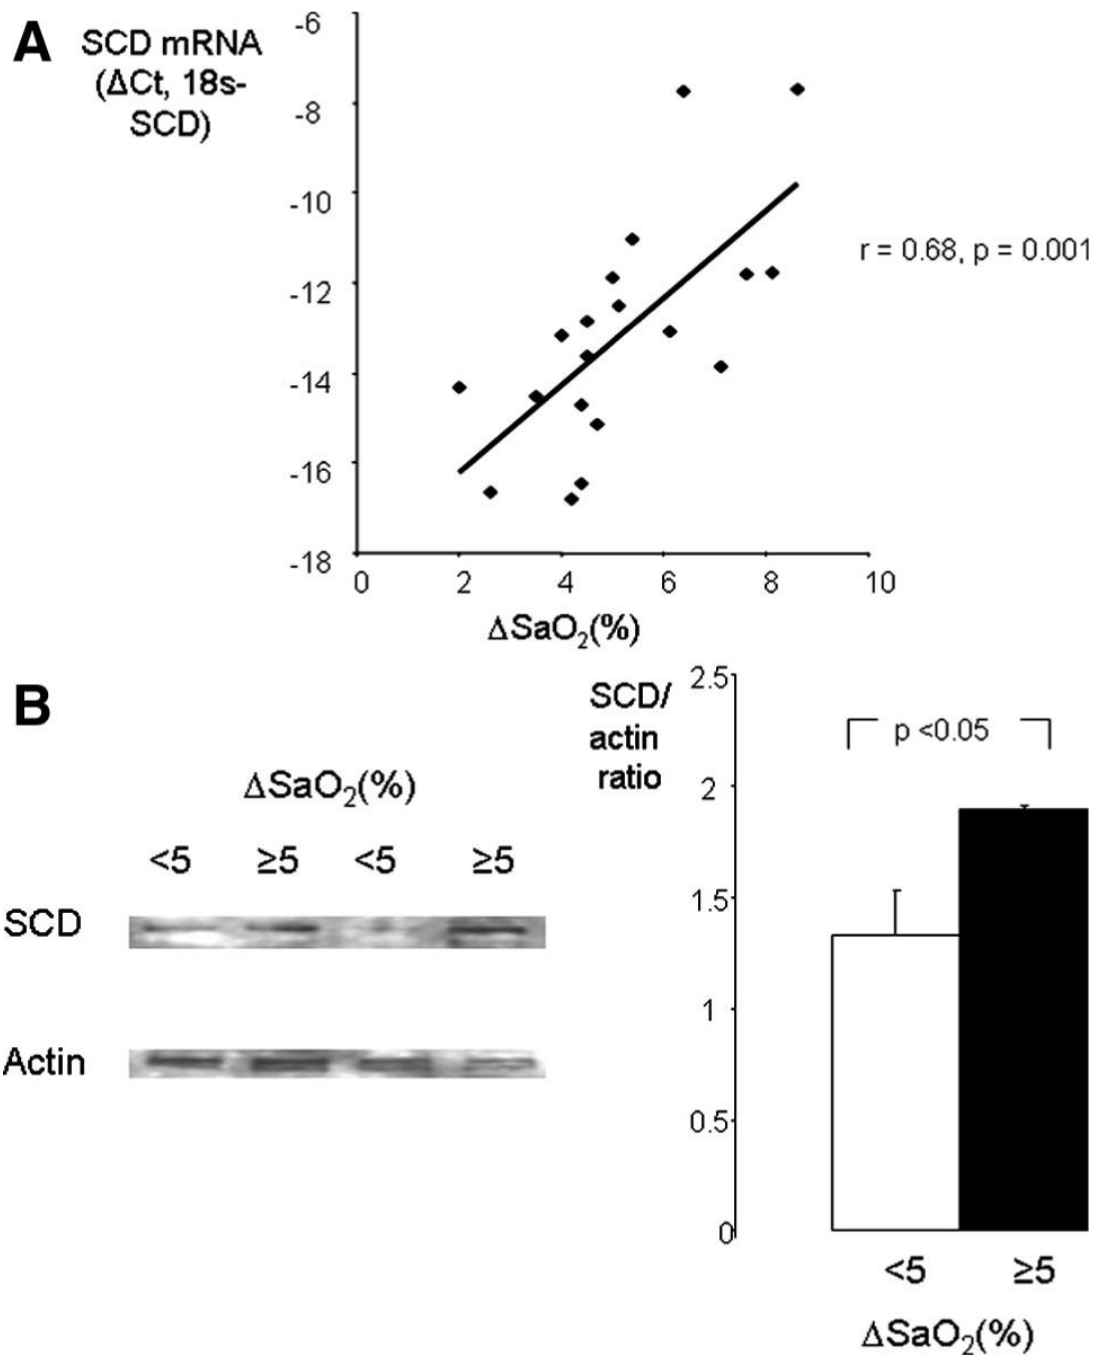 A
SCD mRNA
(ΔCt, 18s-
SCD)
-6
-8
-10
-12
-14
-16
-18
r = 0.68, p = 0.001
0 2 4 6 8 10
ΔSaO₂(%)
B
ΔSaO₂(%)
<5 ≥5 <5 ≥5
SCD
Actin
SCD/
actin
ratio
2.5
2
1.5
1
0.5
0
p <0.05
<5 ≥5
ΔSaO₂(%)